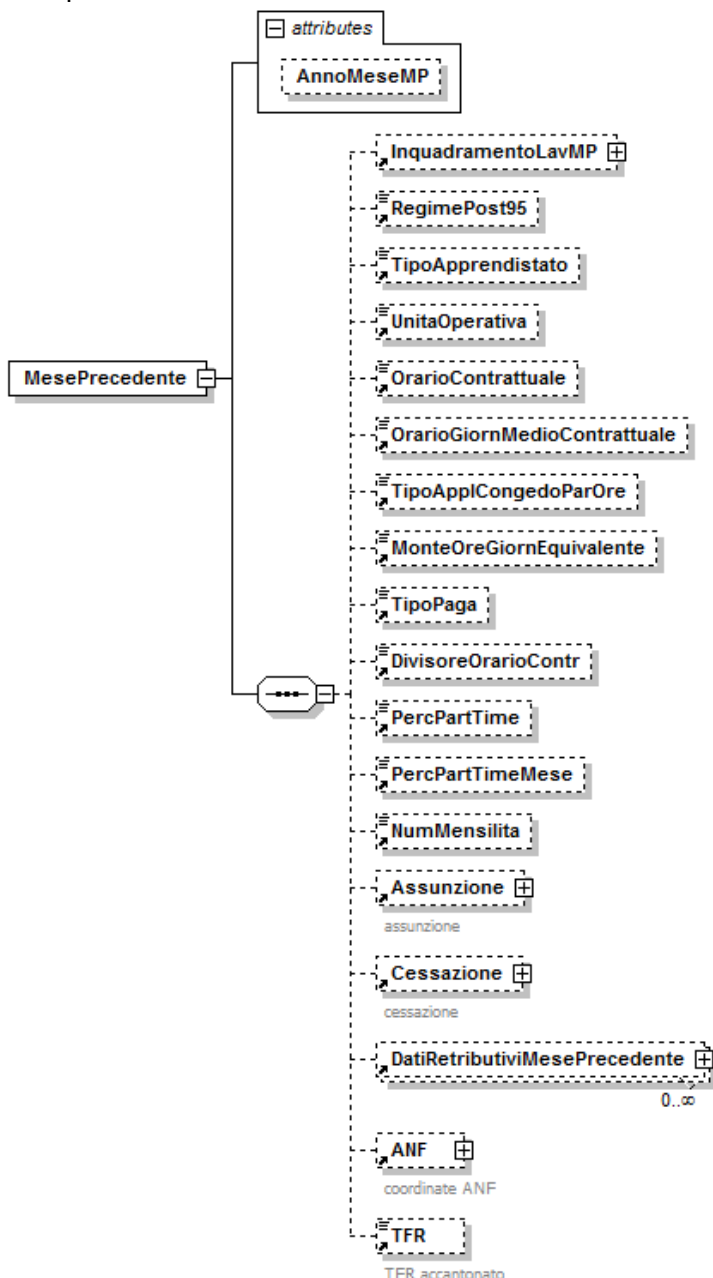 attributes
AnnoMeseMP
InquadramentoLavMP
RegimePost95
TipoApprendistato
UnitaOperativa
MesePrecedente
OrarioContrattuale
OrarioGiornMedioContrattuale
TipoApplCongedoParOre
MonteOreGiornEquivalente
TipoPaga
DivisoreOrarioContr
PercPartTime
PercPartTimeMese
NumMensilita
Assunzione
assunzione
Cessazione
cessazione
DatiRetributiviMesePrecedente
0..∞
ANF
coordinate ANF
TFR
TFR accantonato